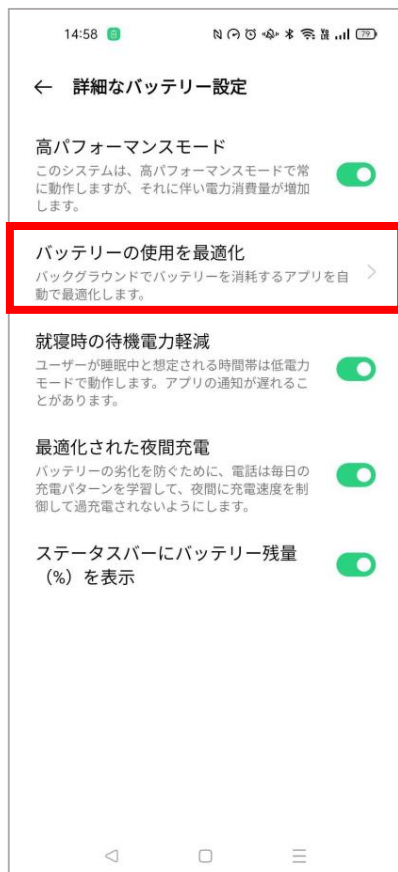 14:58
79
詳細なバッテリー設定
高パフォーマンスモード
このシステムは、高パフォーマンスモードで常
に動作しますが、それに伴い電力消費量が増加
します。
バッテリーの使用を最適化
バックグラウンドでバッテリーを消耗するアプリを自
動で最適化します。
就寝時の待機電力軽減
ユーザーが睡眠中と想定される時間帯は低電力
モードで動作します。アプリの通知が遅れるこ
とがあります。
最適化された夜間充電
バッテリーの劣化を防ぐために、電話は毎日の
充電パターンを学習して、夜間に充電速度を制
御して過充電されないようにします。
ステータスバーにバッテリー残量
（%）を表示